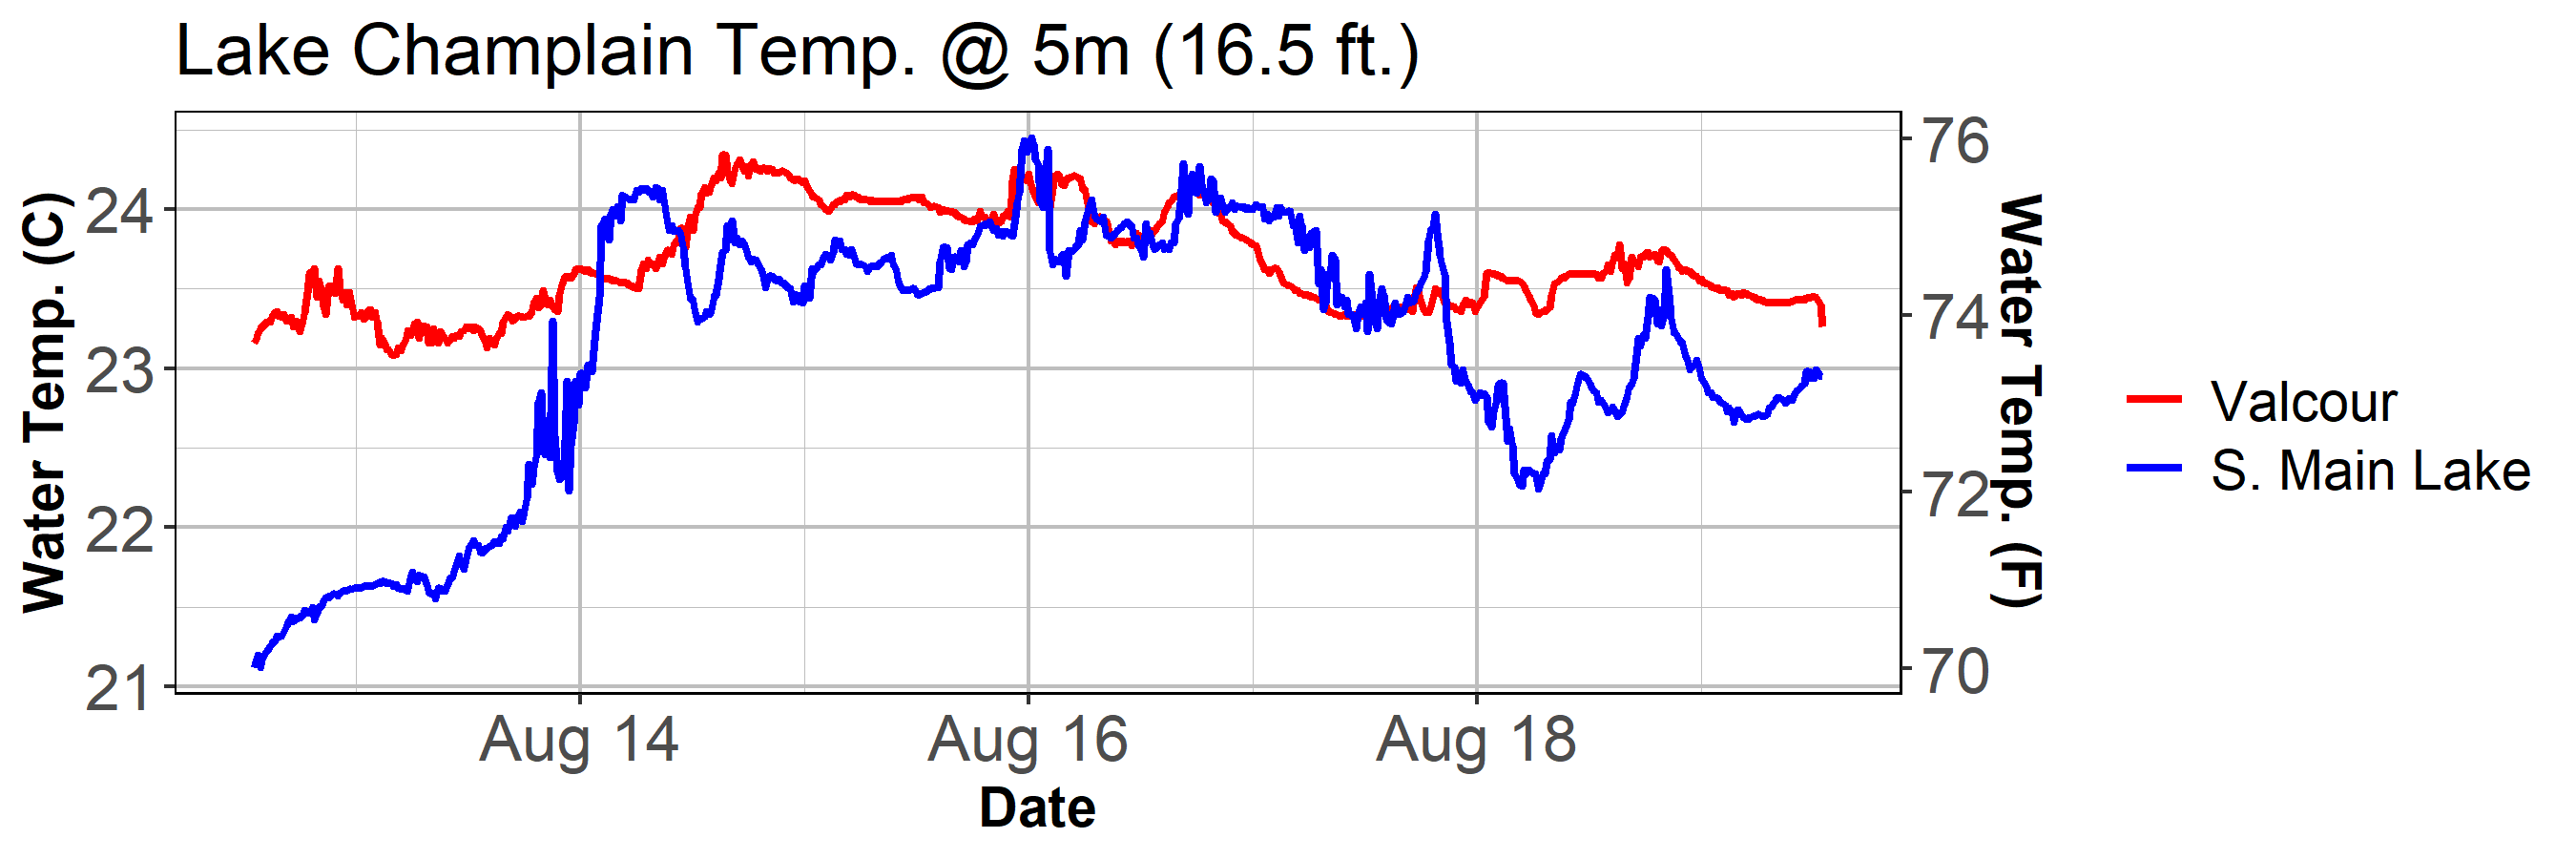 Lake Champlain Temp. @ 5m (16.5 ft.)
Water Temp. (C)
24
23
22
21
76
74
72
70
Water Temp. (F)
Aug 14
Aug 16
Aug 18
Date
Valcour
S. Main Lake